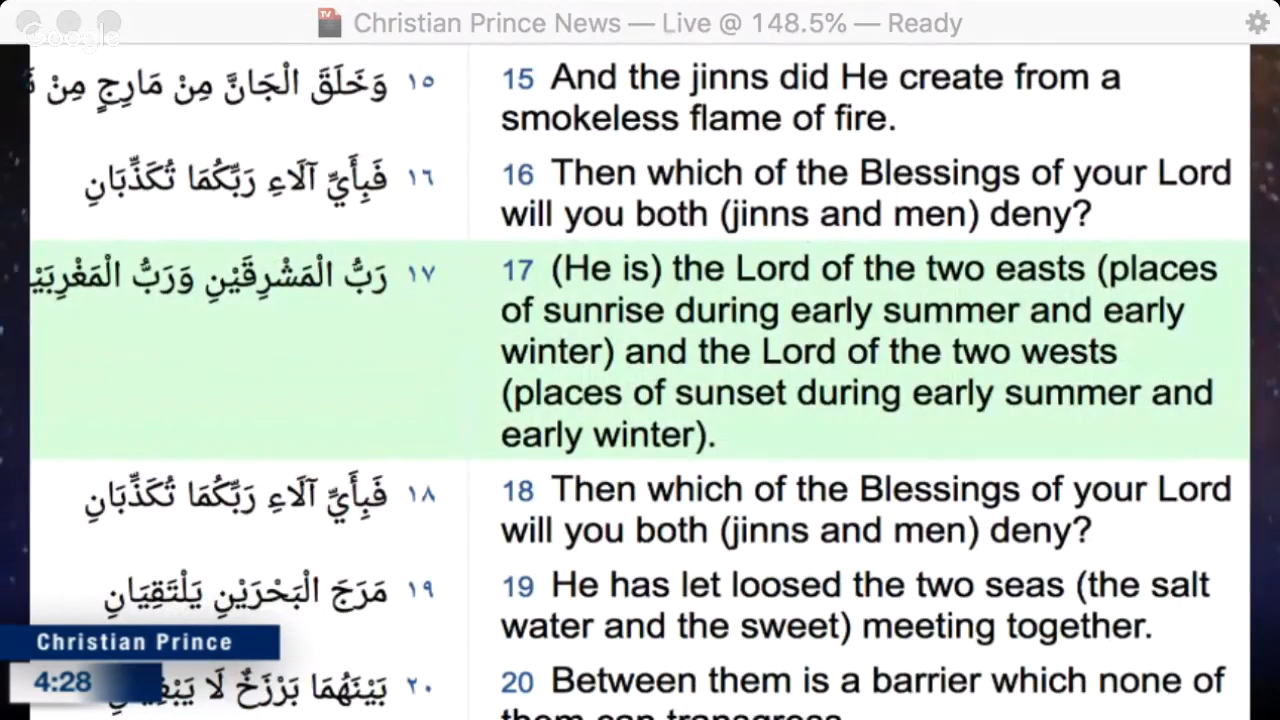 Christian Prince News — Live @ 148.5% — Ready
Google
TV
١٥ وَخَلَقَ الْجَانَّ مِنْ مَارِجٍ مِنْ
15 And the jinns did He create from a
smokeless flame of fire.
١٦ فَبِأَيِّ آلَاءِ رَبِّكُمَا تُكَذِّبَانِ
16 Then which of the Blessings of your Lord
will you both (jinns and men) deny?
١٧ رَبُّ الْمَشْرِقَيْنِ وَرَبُّ
17 (He is) the Lord of the two easts (places
of sunrise during early summer and early
winter) and the Lord of the two wests
(places of sunset during early summer and
early winter).
١٨ فَبِأَيِّ آلَاءِ رَبِّكُمَا تُكَذِّبَانِ
18 Then which of the Blessings of your Lord
will you both (jinns and men) deny?
١٩ مَرَجَ الْبَحْرَيْنِ يَلْتَقِيَانِ
19 He has let loosed the two seas (the salt
water and the sweet) meeting together.
٢٠ بَيْنَهُمَا بَرْزَخٌ لَا
20 Between them is a barrier which none of
them can transgress.
Christian Prince
4:28